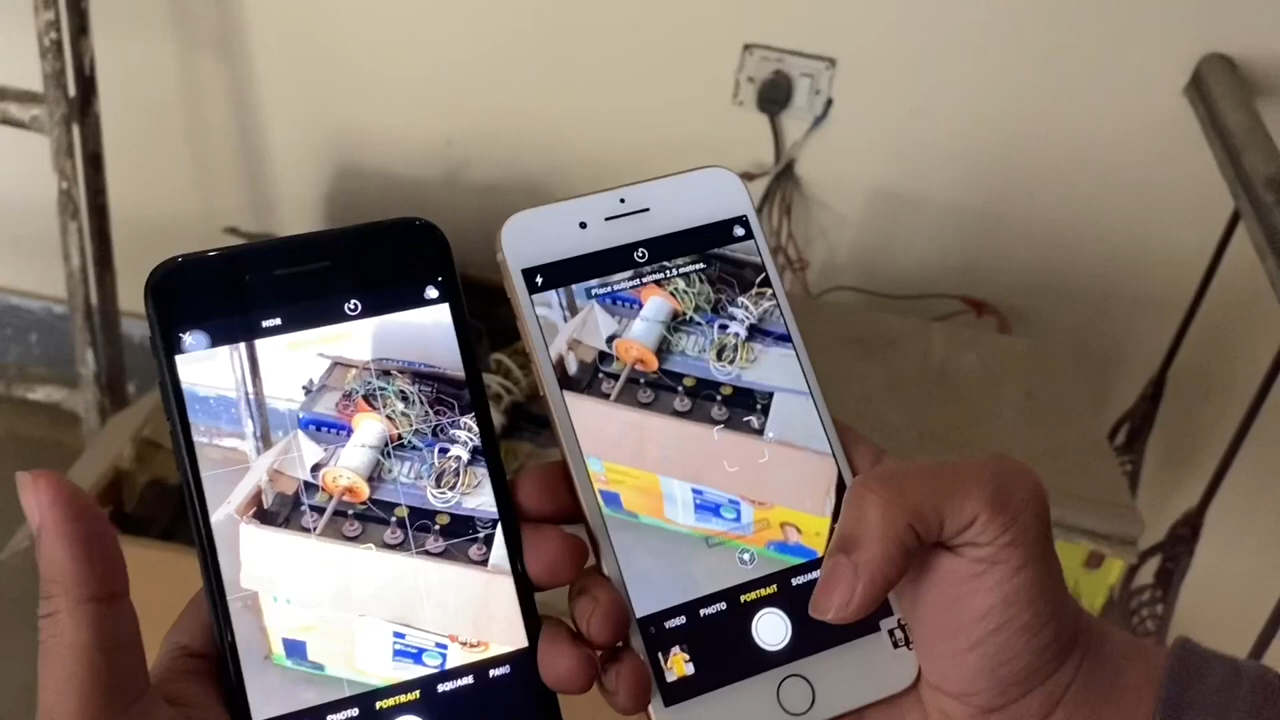 HDR
PHOTO
PORTRAIT
SQUARE
PANO
Place subject within 2.5 metres.
VIDEO
PHOTO
PORTRAIT
SQUARE